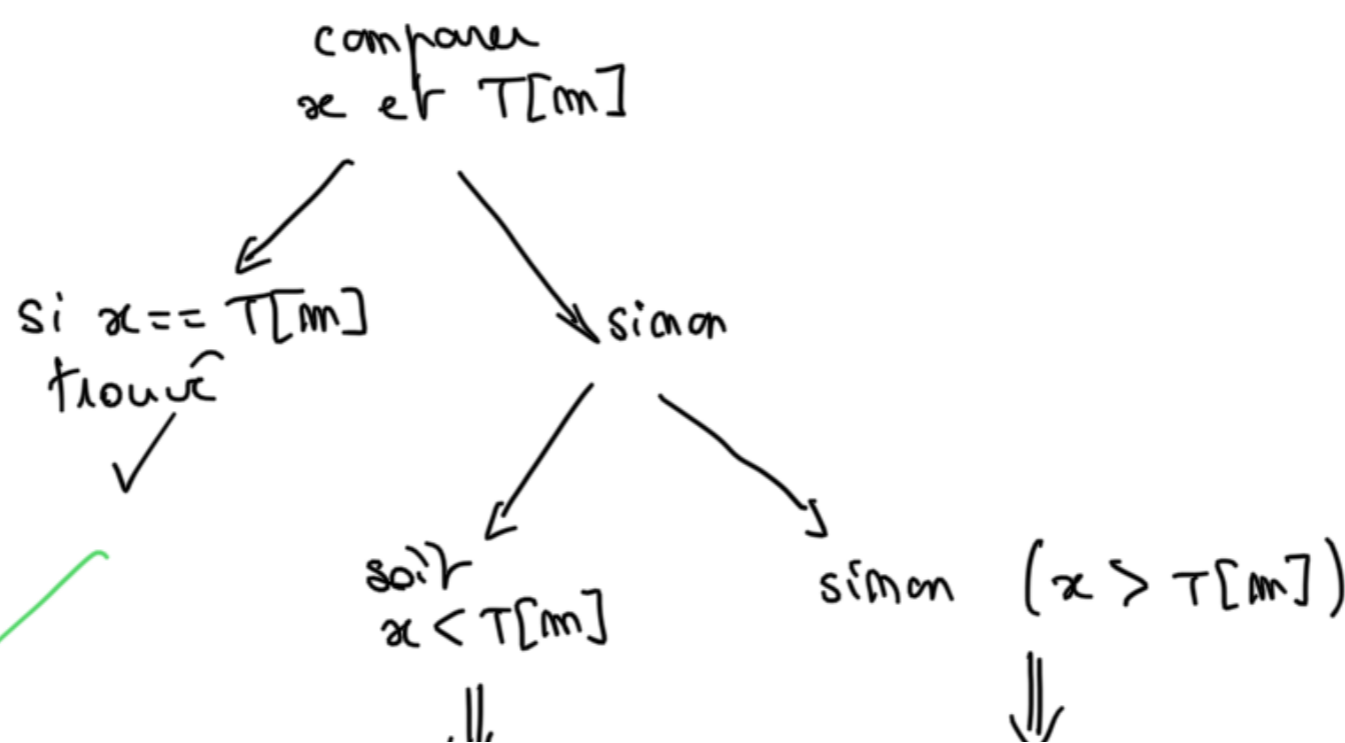 comparer
x et T[m]
si x == T[m]
trouvé
sinon
soit
x < T[m]
sinon (x > T[m])